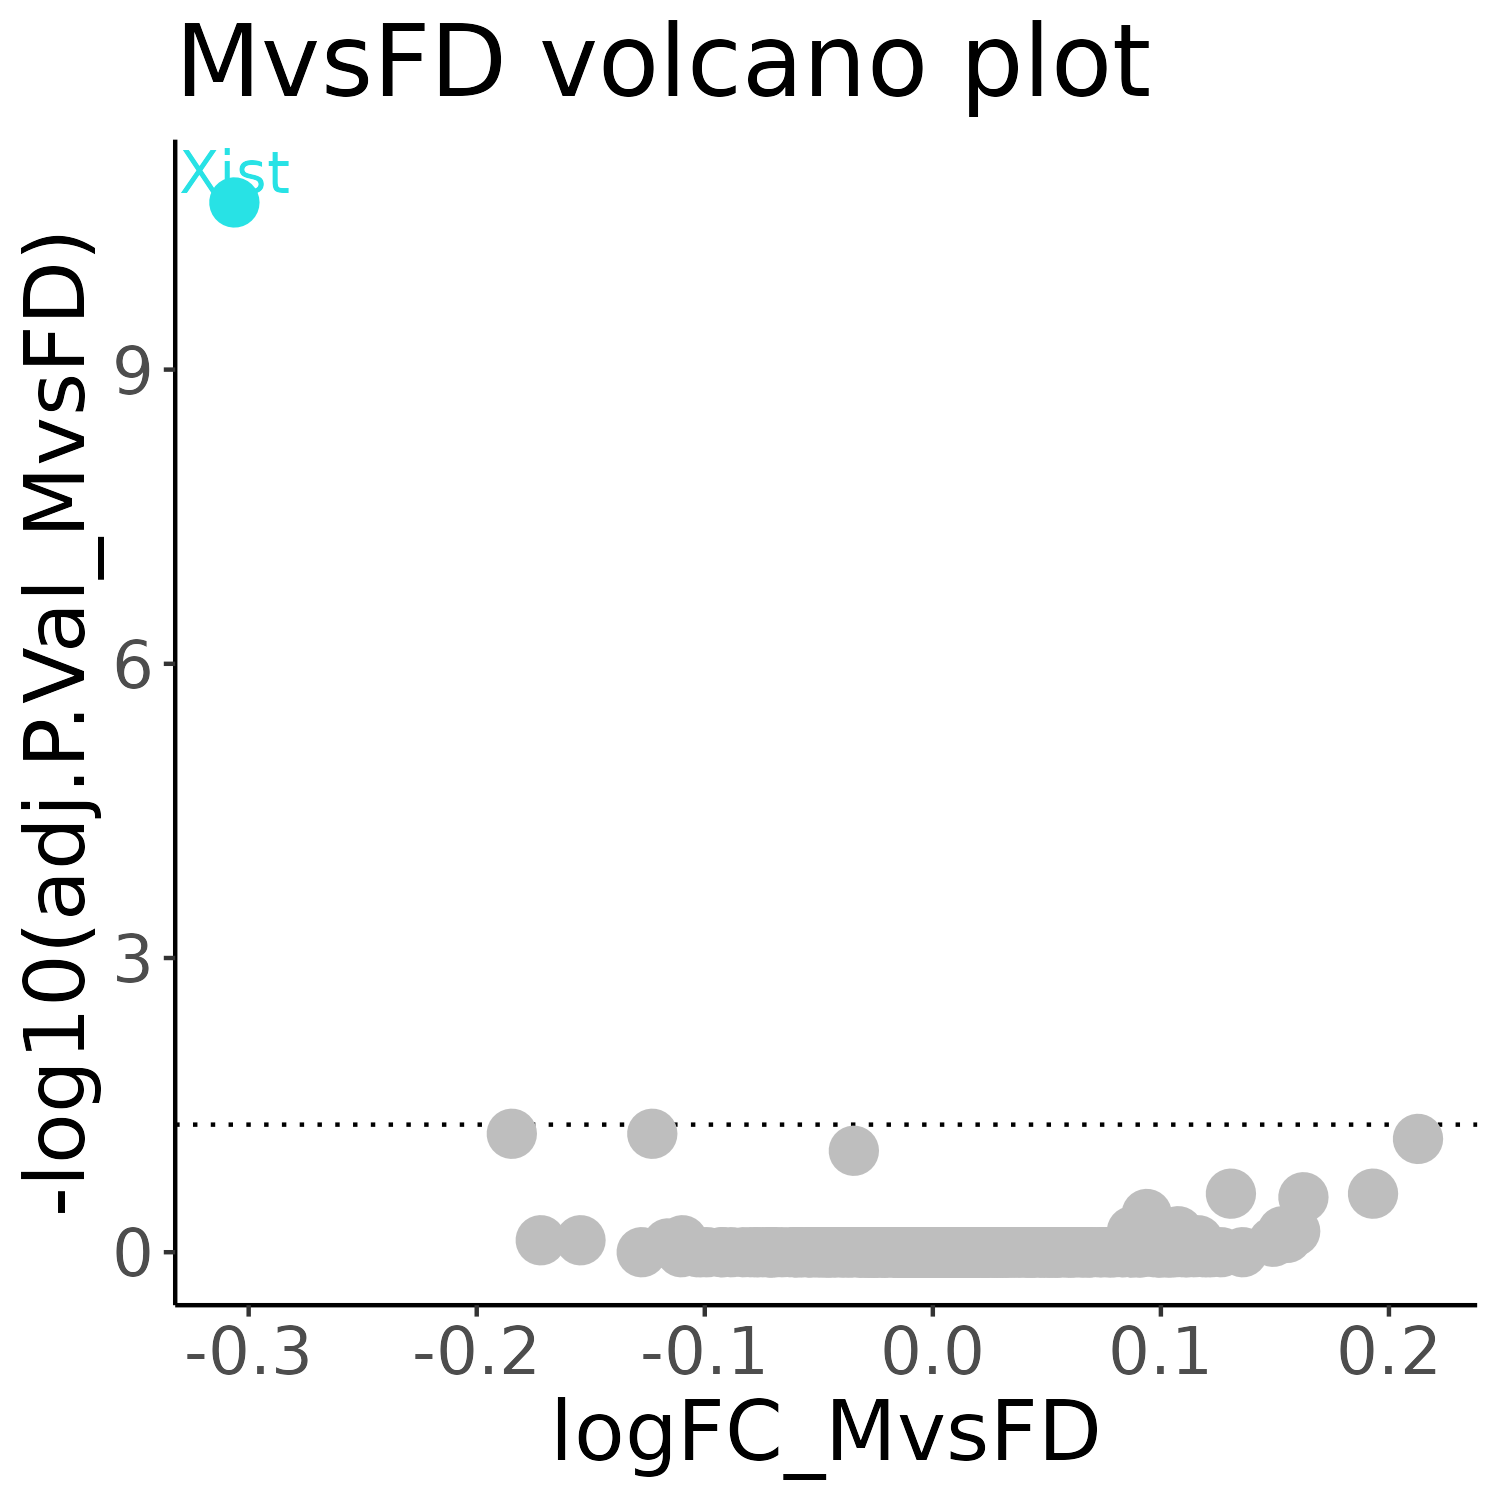 MvsFD volcano plot
Xist
-log10(adj.P.Val_MvsFD)
9
6
3
0
-0.3 -0.2 -0.1 0.0 0.1 0.2
logFC_MvsFD